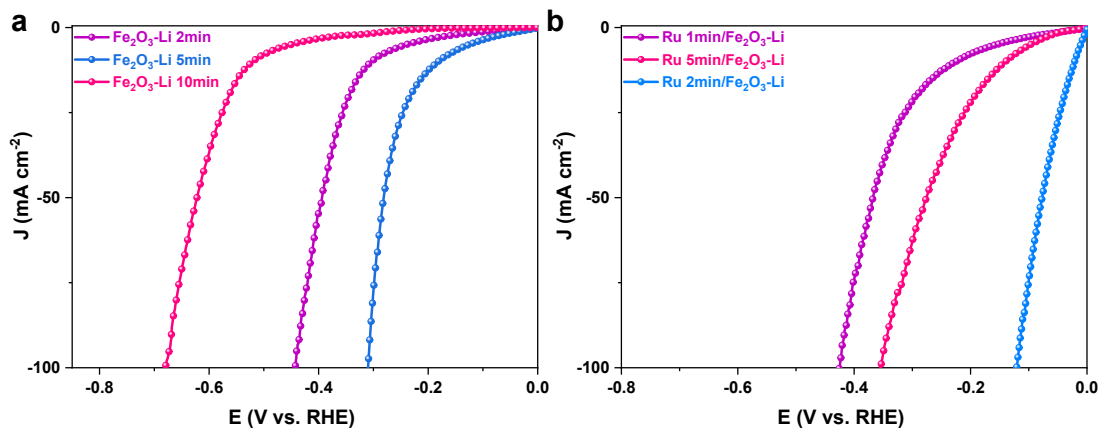 a
Fe₂O₃-Li 2min
Fe₂O₃-Li 5min
Fe₂O₃-Li 10min
0
-50
-100
J (mA cm⁻²)
-0.8
-0.6
-0.4
-0.2
0.0
E (V vs. RHE)
b
Ru 1min/Fe₂O₃-Li
Ru 5min/Fe₂O₃-Li
Ru 2min/Fe₂O₃-Li
0
-50
-100
J (mA cm⁻²)
-0.8
-0.6
-0.4
-0.2
0.0
E (V vs. RHE)